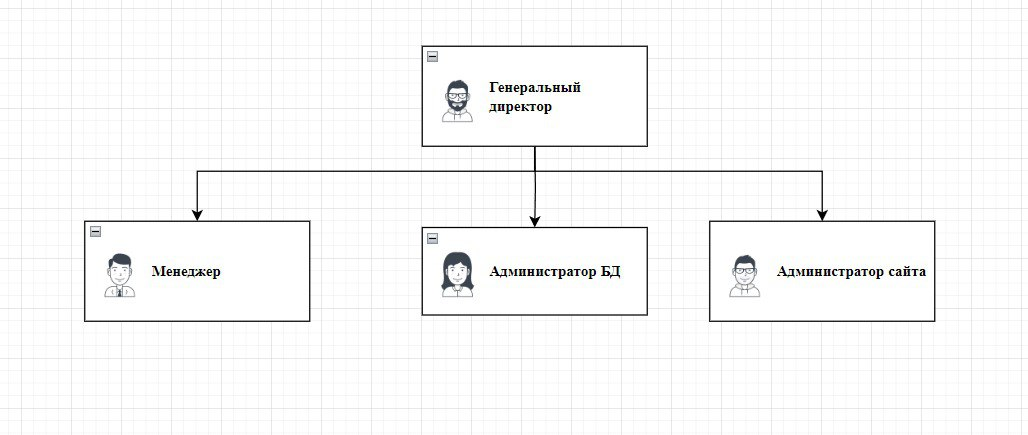 Генеральный
директор
Менеджер
Администратор БД
Администратор сайта